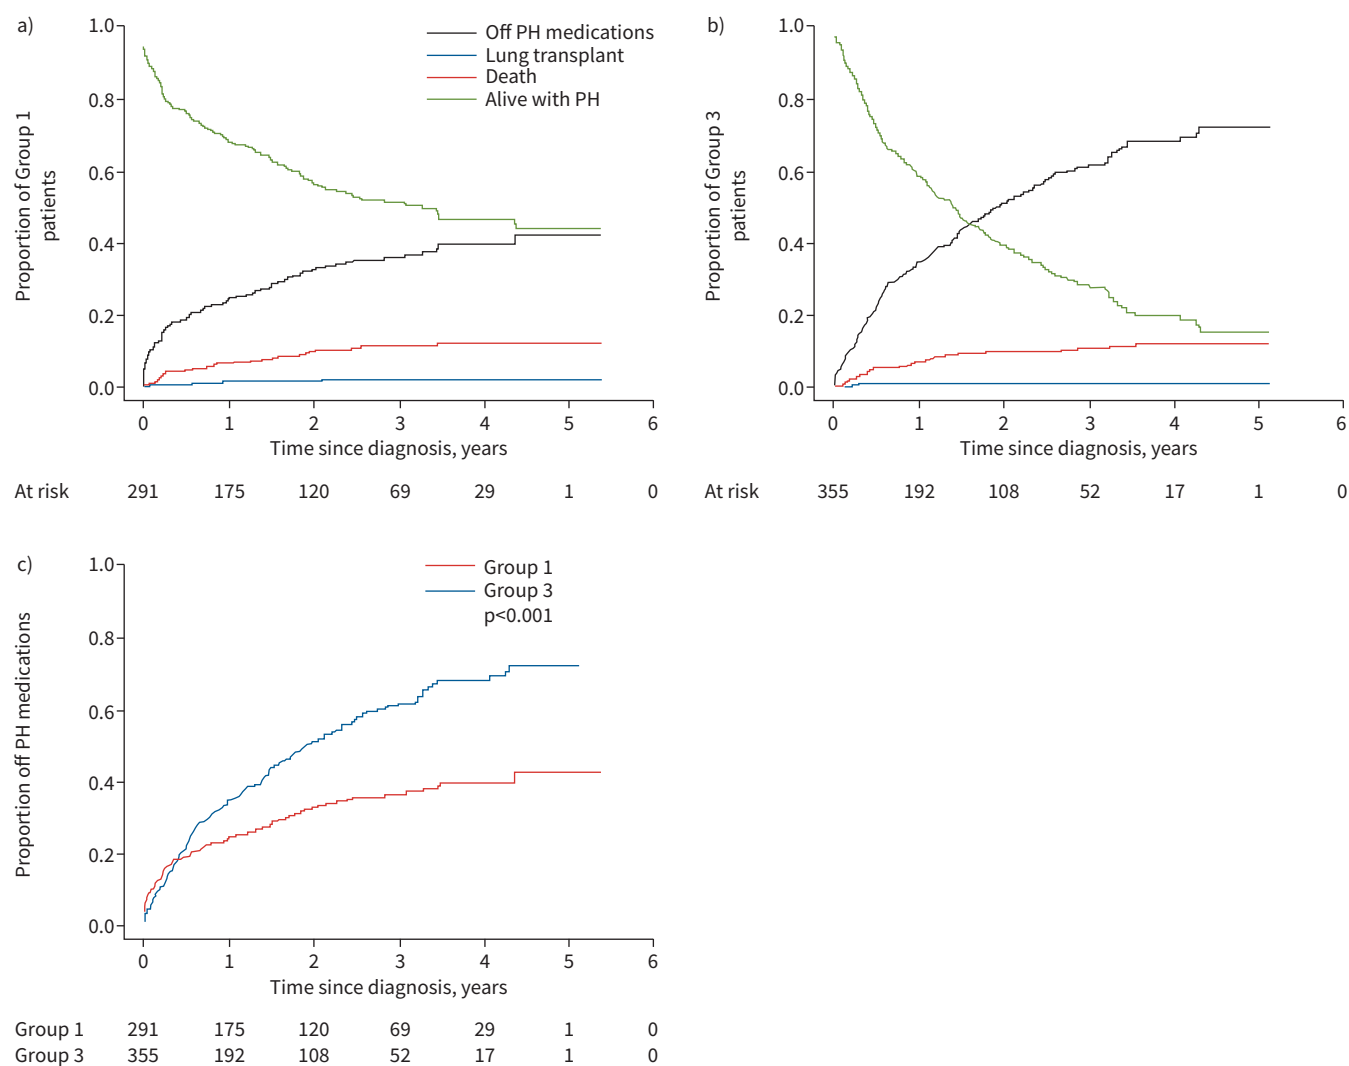 a)
1.0
0.8
0.6
0.4
0.2
0.0
Proportion of Group 1
patients
Off PH medications
Lung transplant
Death
Alive with PH
0 1 2 3 4 5 6
Time since diagnosis, years
At risk 291 175 120 69 29 1 0
b)
1.0
0.8
0.6
0.4
0.2
0.0
Proportion of Group 3
patients
0 1 2 3 4 5 6
Time since diagnosis, years
At risk 355 192 108 52 17 1 0
c)
1.0
0.8
0.6
0.4
0.2
0.0
Proportion off PH medications
Group 1
Group 3
p<0.001
0 1 2 3 4 5 6
Time since diagnosis, years
Group 1 291 175 120 69 29 1 0
Group 3 355 192 108 52 17 1 0